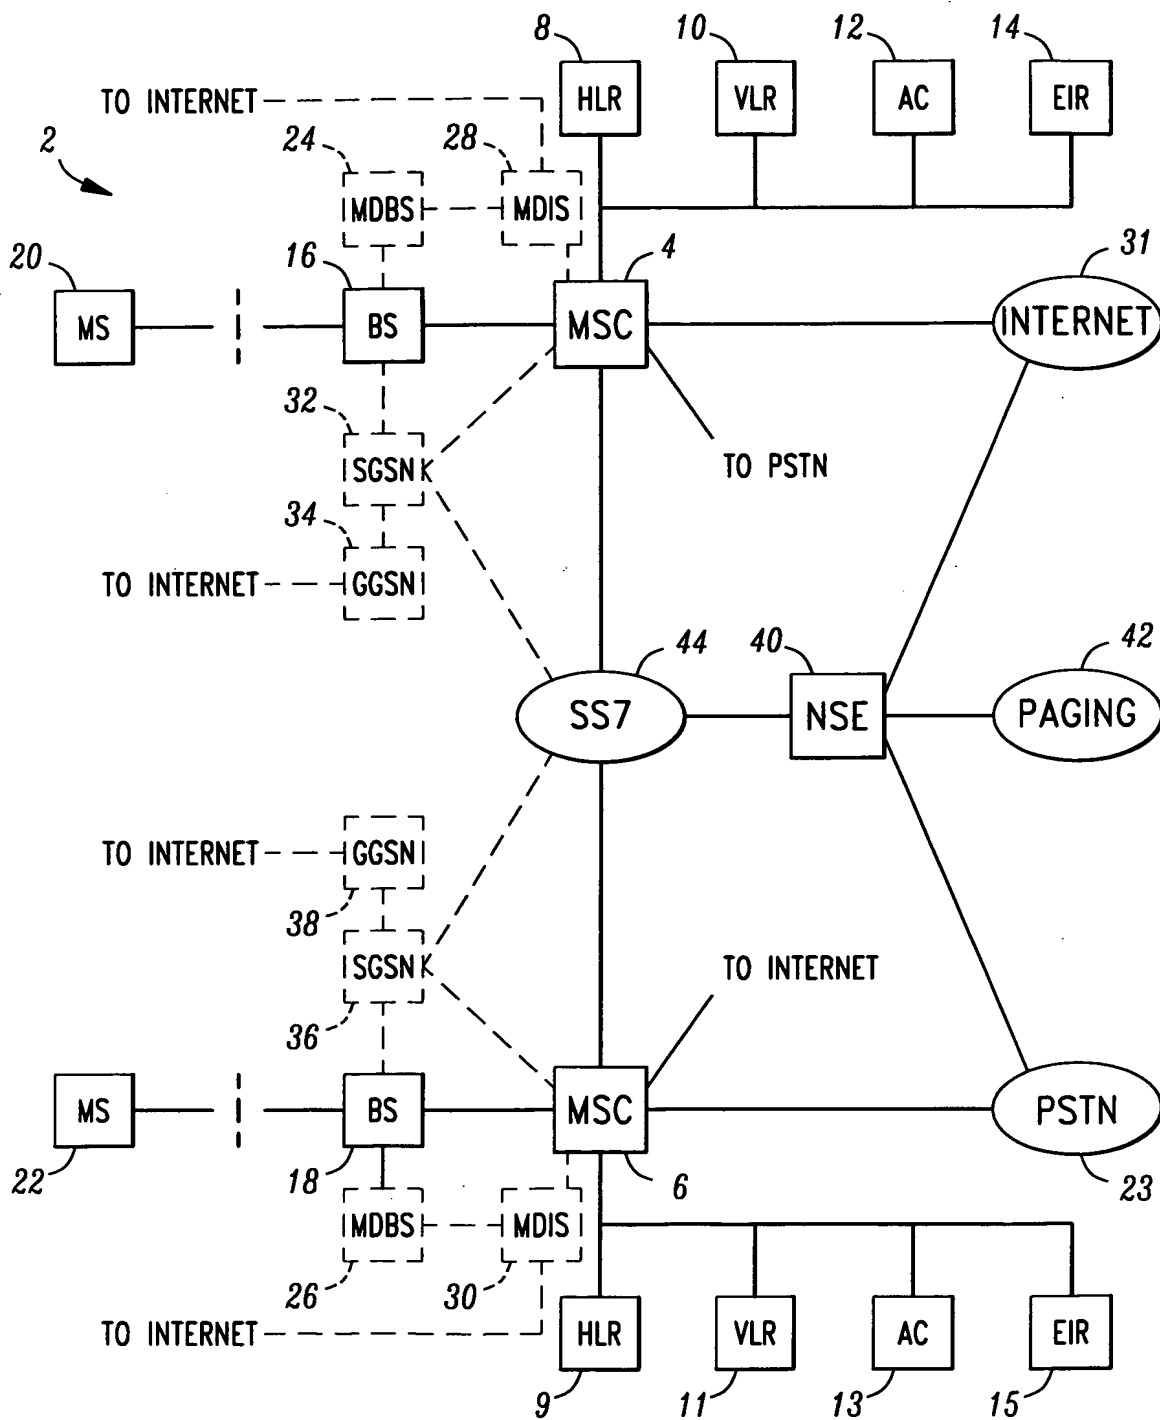 8 10 12 14
HLR VLR AC EIR
TO INTERNET
2 24 28
MDBS MDIS
20 16 4 31
MS BS MSC INTERNET
32
SGSN TO PSTN
34
TO INTERNET GGSN
44 40 42
SS7 NSE PAGING
TO INTERNET GGSN
38
SGSN TO INTERNET
36
MS BS MSC PSTN
22 18 6 23
MDBS MDIS
26 30
TO INTERNET
HLR VLR AC EIR
9 11 13 15